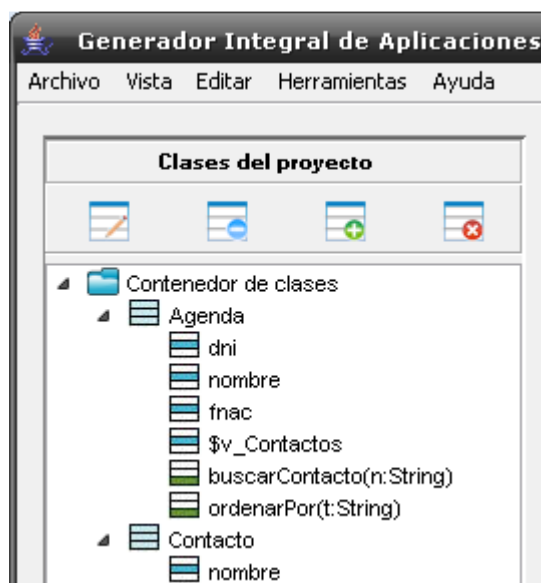 Generador Integral de Aplicaciones
Archivo Vista Editar Herramientas Ayuda
Clases del proyecto
Contenedor de clases
Agenda
dni
nombre
fnac
$v_Contactos
buscarContacto(n:String)
ordenarPor(t:String)
Contacto
nombre